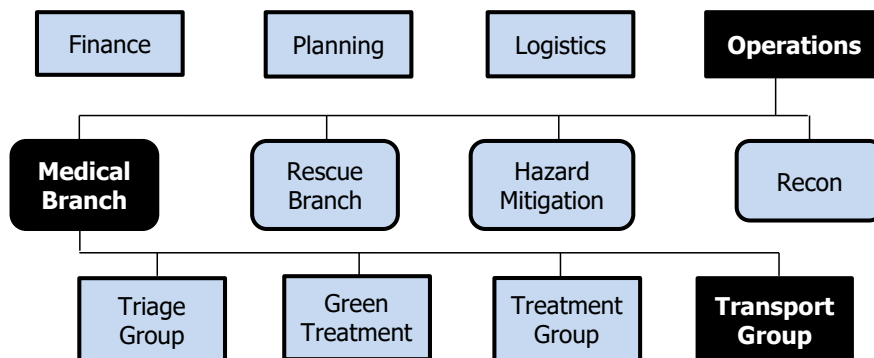 Finance
Planning
Logistics
Operations
Medical
Branch
Rescue
Branch
Hazard
Mitigation
Recon
Triage
Group
Green
Treatment
Treatment
Group
Transport
Group